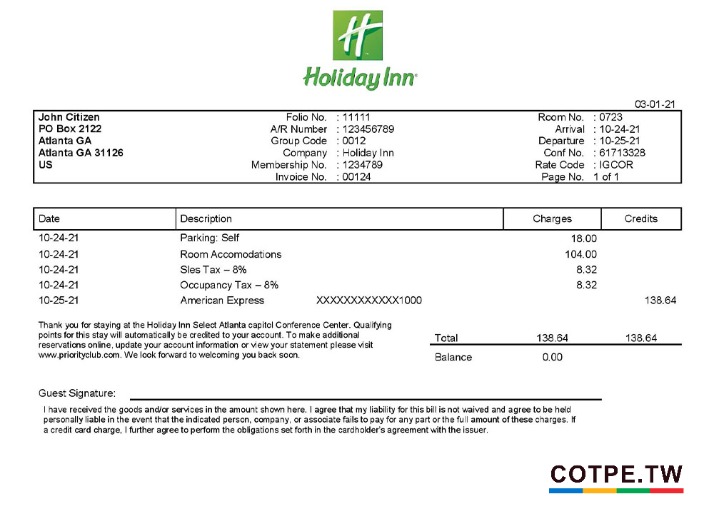 H
Holiday Inn
03-01-21
John Citizen Folio No. : 11111 Room No. : 0723
PO Box 2122 A/R Number : 123456789 Arrival : 10-24-21
Atlanta GA Group Code : 0012 Departure : 10-25-21
Atlanta GA 31126 Company : Holiday Inn Conf No. : 61713328
US Membership No. : 1234789 Rate Code : IGCOR
Invoice No. : 00124 Page No. 1 of 1
Date Description Charges Credits
10-24-21 Parking: Self 18.00
10-24-21 Room Accomodations 104.00
10-24-21 Sles Tax – 8% 8.32
10-24-21 Occupancy Tax – 8% 8.32
10-25-21 American Express XXXXXXXXXXXX1000 138.64
Thank you for staying at the Holiday Inn Select Atlanta capitol Conference Center. Qualifying
points for this stay will automatically be credited to your account. To make additional
reservations online, update your account information or view your statement please visit
www.priorityclub.com. We look forward to welcoming you back soon.
Total 138.64 138.64
Balance 0.00
Guest Signature:
I have received the goods and/or services in the amount shown here. I agree that my liability for this bill is not waived and agree to be held
personally liable in the event that the indicated person, company, or associate fails to pay for any part or the full amount of these charges. If
a credit card charge, I further agree to perform the obligations set forth in the cardholder's agreement with the issuer.
COTPE.TW